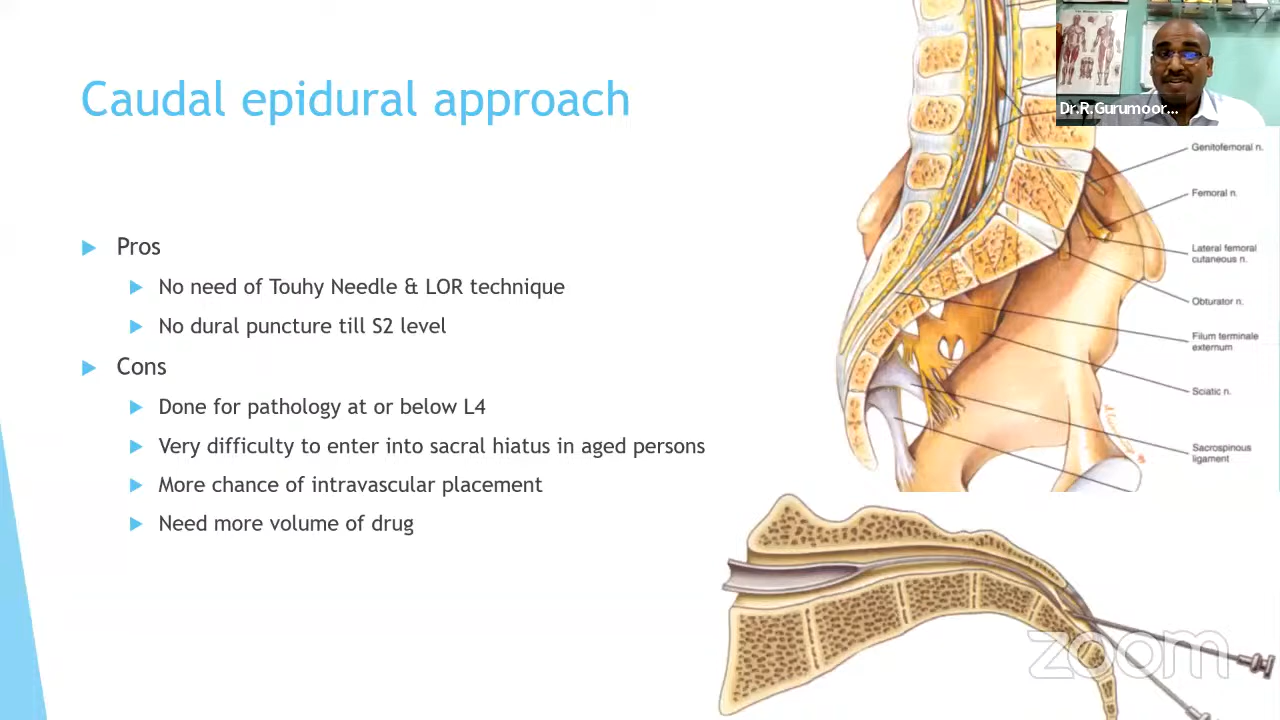 Caudal epidural approach
Pros
No need of Touhy Needle & LOR technique
No dural puncture till S2 level
Cons
Done for pathology at or below L4
Very difficulty to enter into sacral hiatus in aged persons
More chance of intravascular placement
Need more volume of drug
Dr.R.Gurumoor...
Genitofemoral n.
Femoral n.
Lateral femoral
cutaneous n.
Obturator n.
Filum terminale
externum
Sciatic n.
Sacrospinous
ligament
zoom